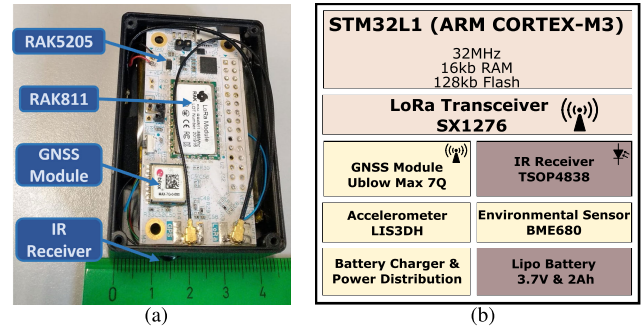 RAK5205
RAK811
GNSS
Module
IR
Receiver
LoRa Module
0 1 2 3 4
(a)
STM32L1 (ARM CORTEX-M3)
32MHz
16kb RAM
128kb Flash
LoRa Transceiver
SX1276
GNSS Module
Ublow Max 7Q
IR Receiver
TSOP4838
Accelerometer
LIS3DH
Environmental Sensor
BME680
Battery Charger &
Power Distribution
Lipo Battery
3.7V & 2Ah
(b)